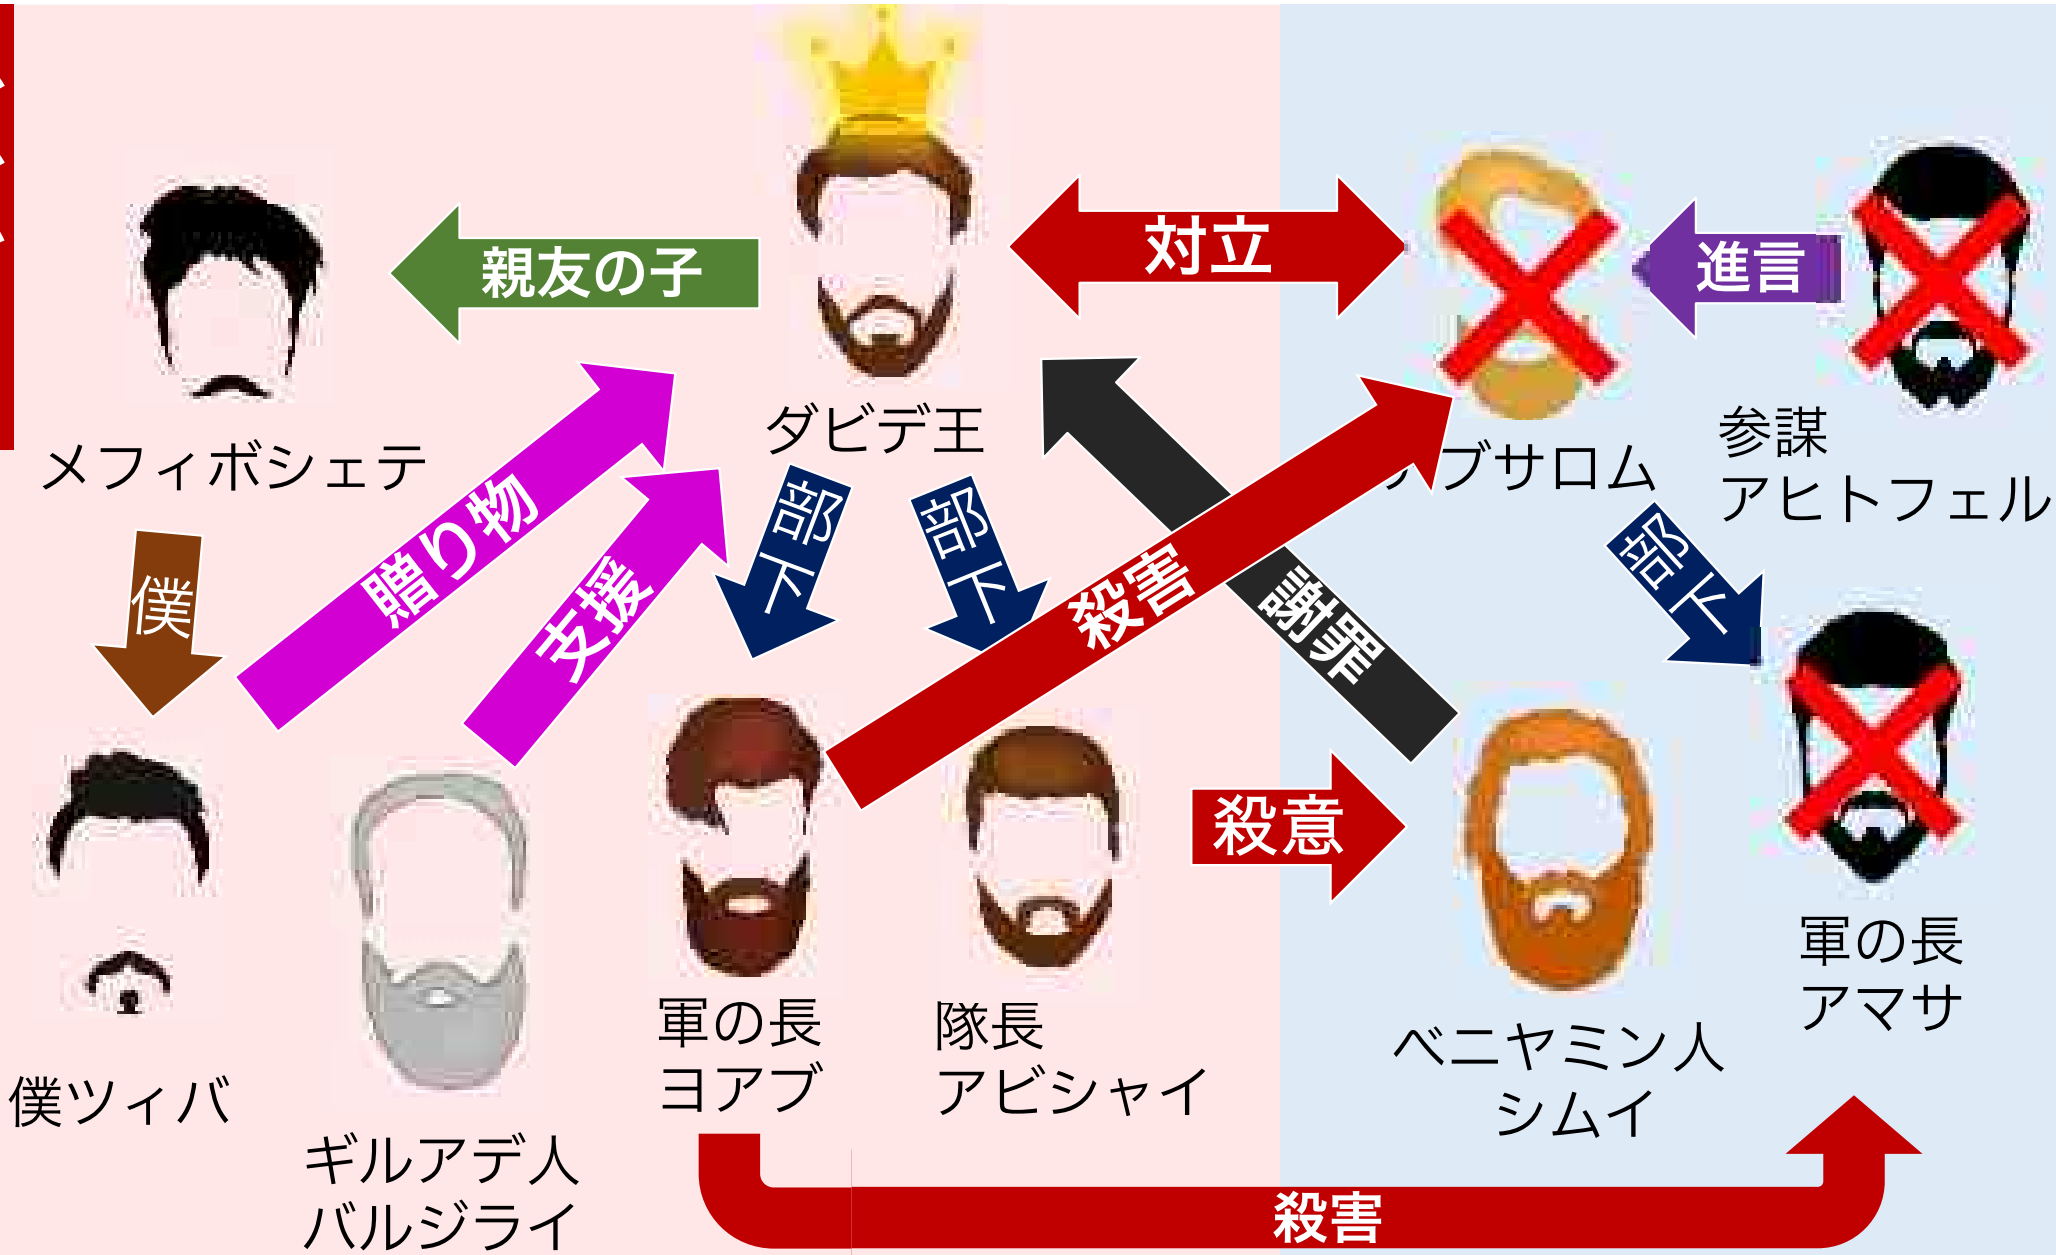 対立
進言
親友の子
ダビデ王
メフィボシェテ
ブサロム
参謀
アヒトフェル
贈り物
支援
部下
部下
殺害
謝罪
部下
僕
殺意
軍の長
アマサ
軍の長
ヨアブ
隊長
アビシャイ
ベニヤミン人
シムイ
僕ツィバ
ギルアデ人
バルジライ
殺害